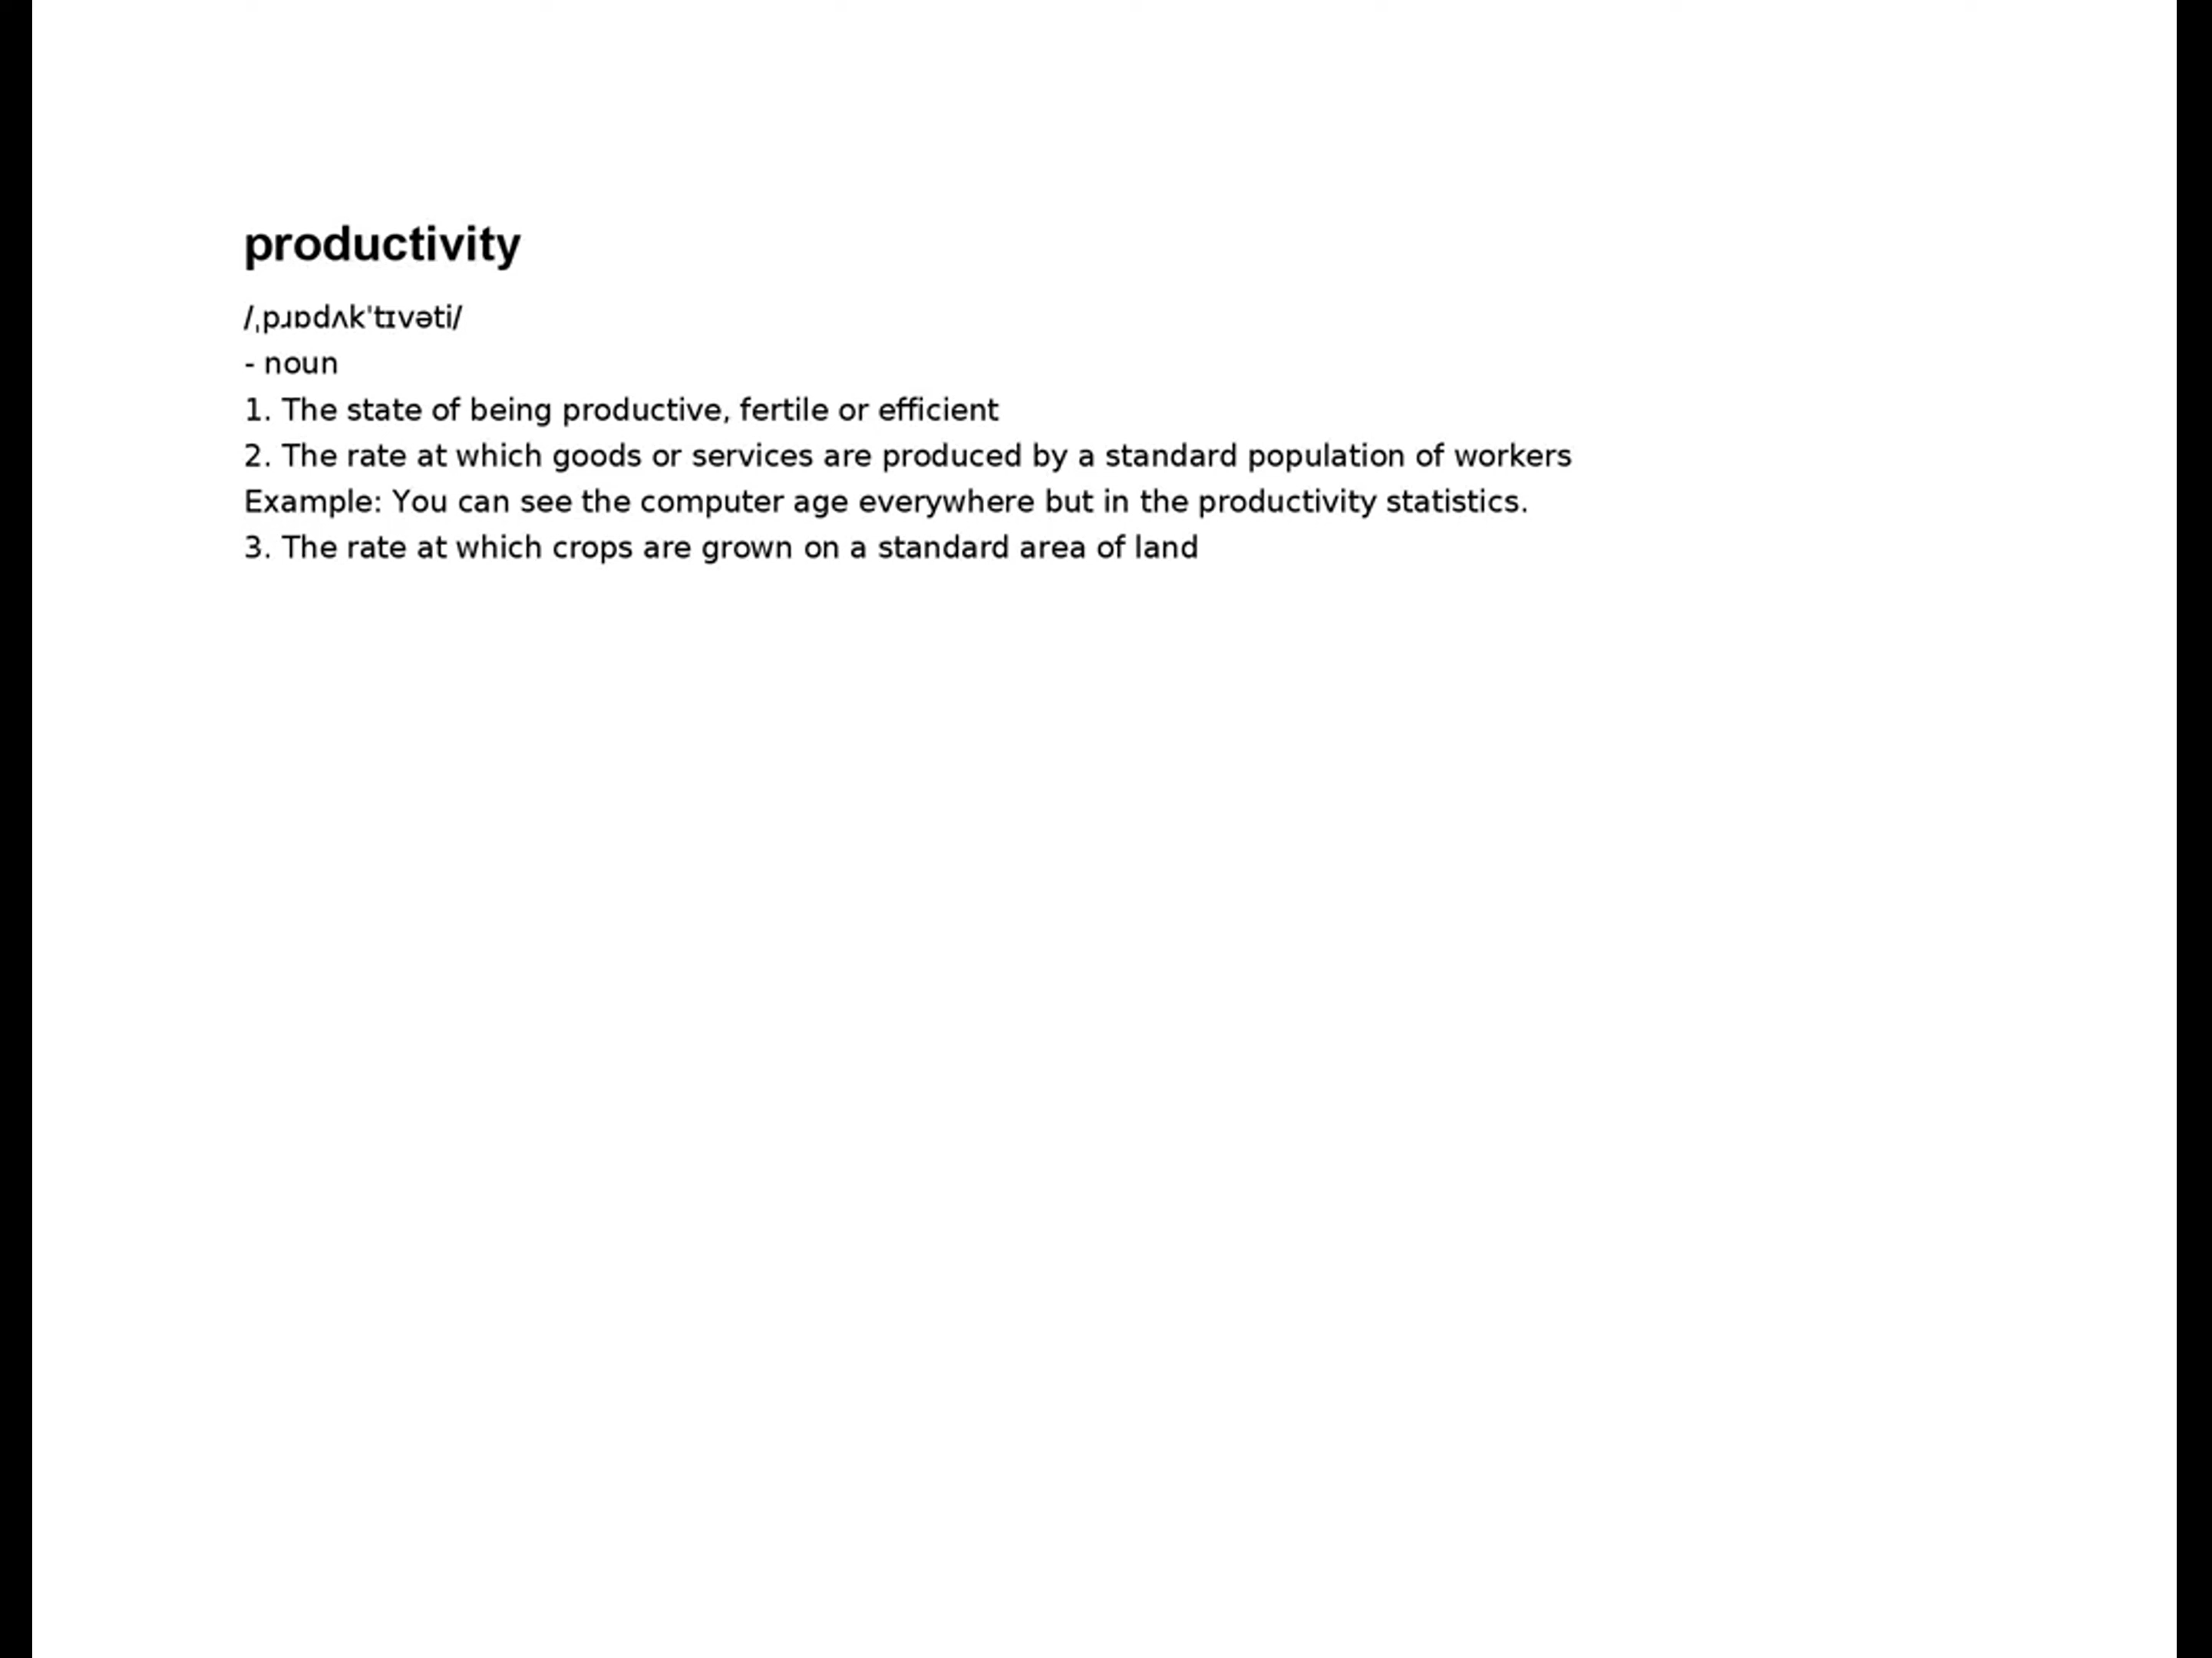 productivity
/ˌpɹɒdʌkˈtɪvəti/
- noun
1. The state of being productive, fertile or efficient
2. The rate at which goods or services are produced by a standard population of workers
Example: You can see the computer age everywhere but in the productivity statistics.
3. The rate at which crops are grown on a standard area of land